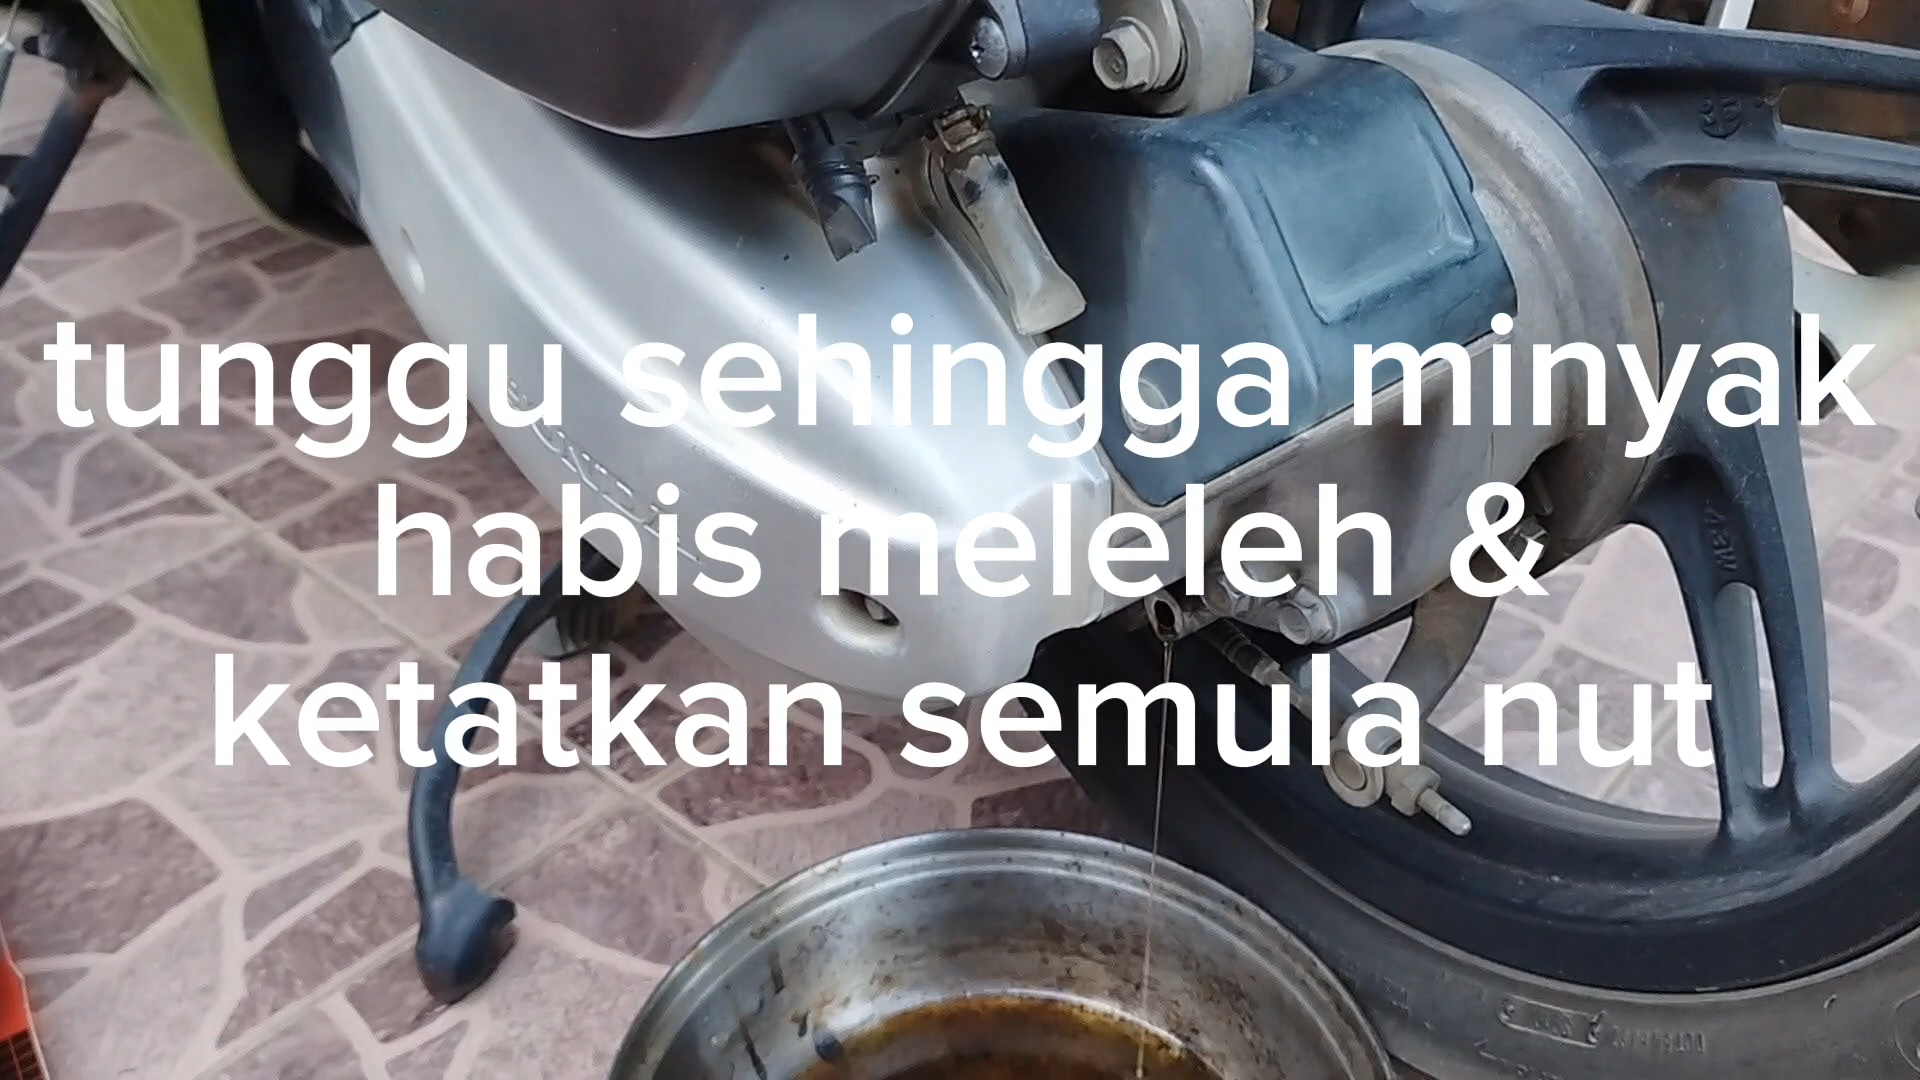 tunggu sehingga minyak
habis meleleh &
ketatkan semula nut